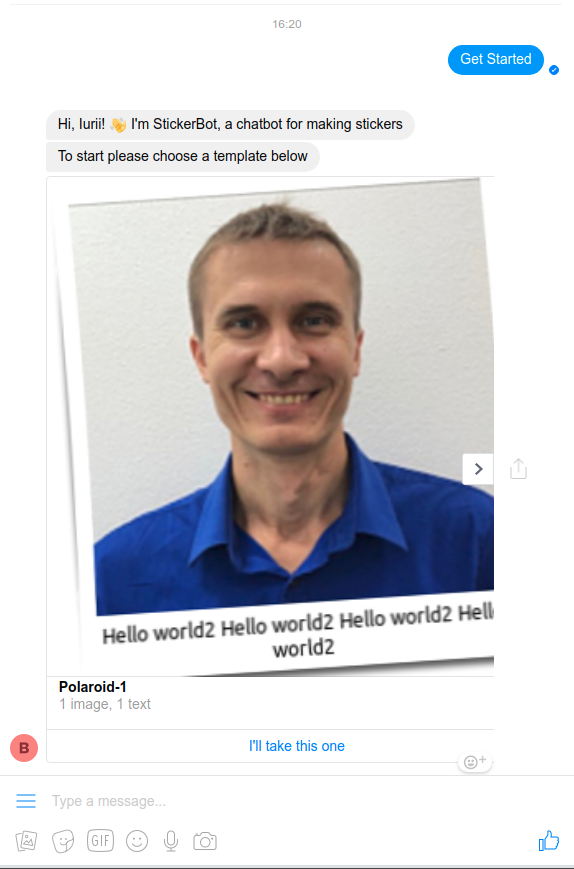 16:20
Get Started
Hi, Iurii! 👋 I'm StickerBot, a chatbot for making stickers
To start please choose a template below
Hello world2 Hello world2 Hello world2 Hell
world2
Polaroid-1
1 image, 1 text
I'll take this one
B
Type a message...
GIF